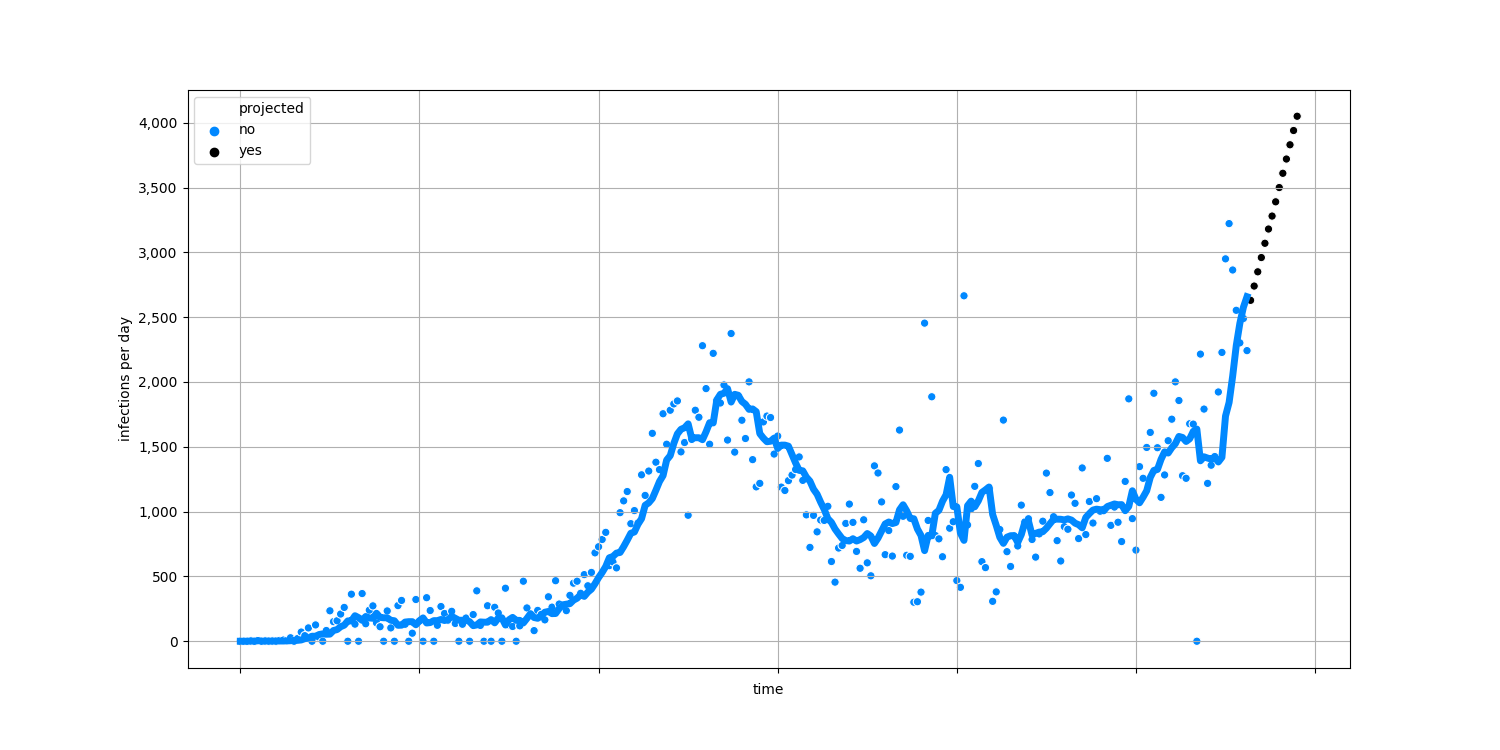 projected
no
yes
4,000
3,500
3,000
2,500
2,000
1,500
1,000
500
0
infections per day
time